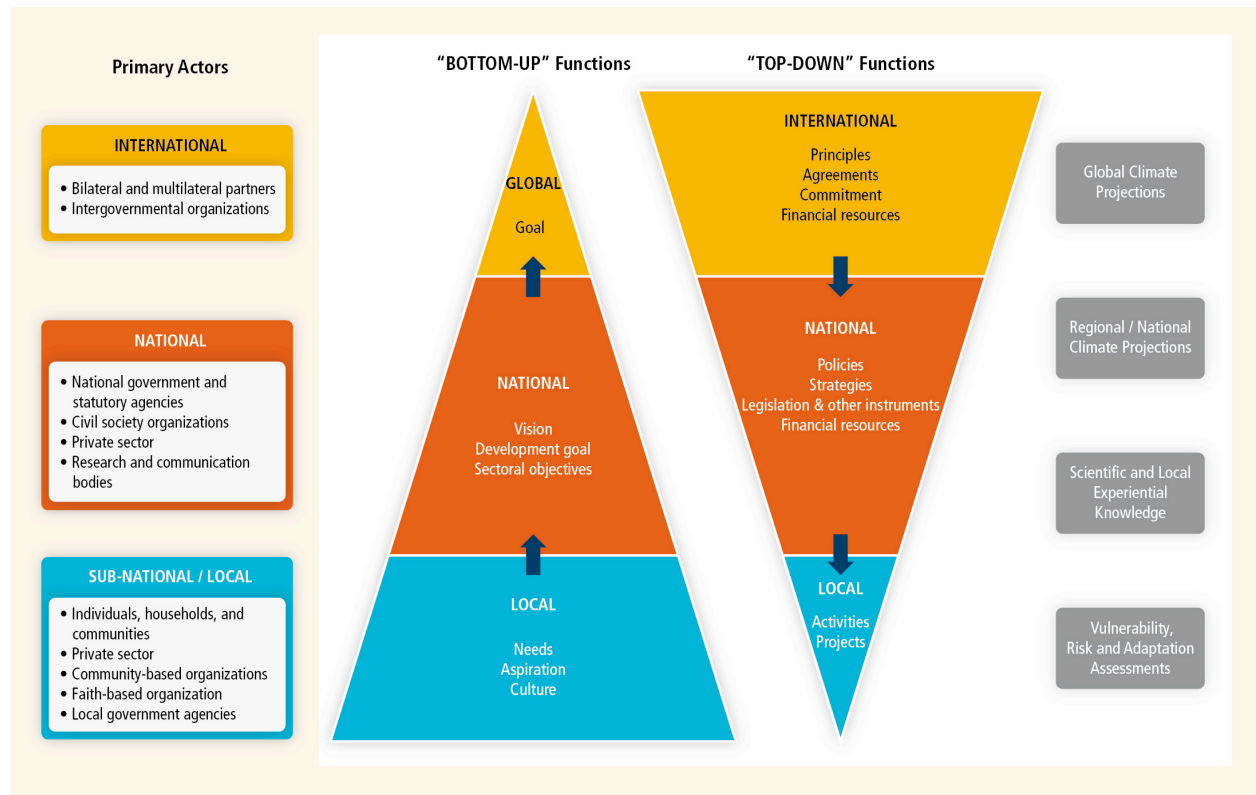 Primary Actors
INTERNATIONAL
• Bilateral and multilateral partners
• Intergovernmental organizations
NATIONAL
• National government and
statutory agencies
• Civil society organizations
• Private sector
• Research and communication
bodies
SUB-NATIONAL / LOCAL
• Individuals, households, and
communities
• Private sector
• Community-based organizations
• Faith-based organization
• Local government agencies
“BOTTOM-UP” Functions
GLOBAL
Goal
NATIONAL
Vision
Development goal
Sectoral objectives
LOCAL
Needs
Aspiration
Culture
“TOP-DOWN” Functions
INTERNATIONAL
Principles
Agreements
Commitment
Financial resources
NATIONAL
Policies
Strategies
Legislation & other instruments
Financial resources
LOCAL
Activities
Projects
Global Climate
Projections
Regional / National
Climate Projections
Scientific and Local
Experiential
Knowledge
Vulnerability,
Risk and Adaptation
Assessments